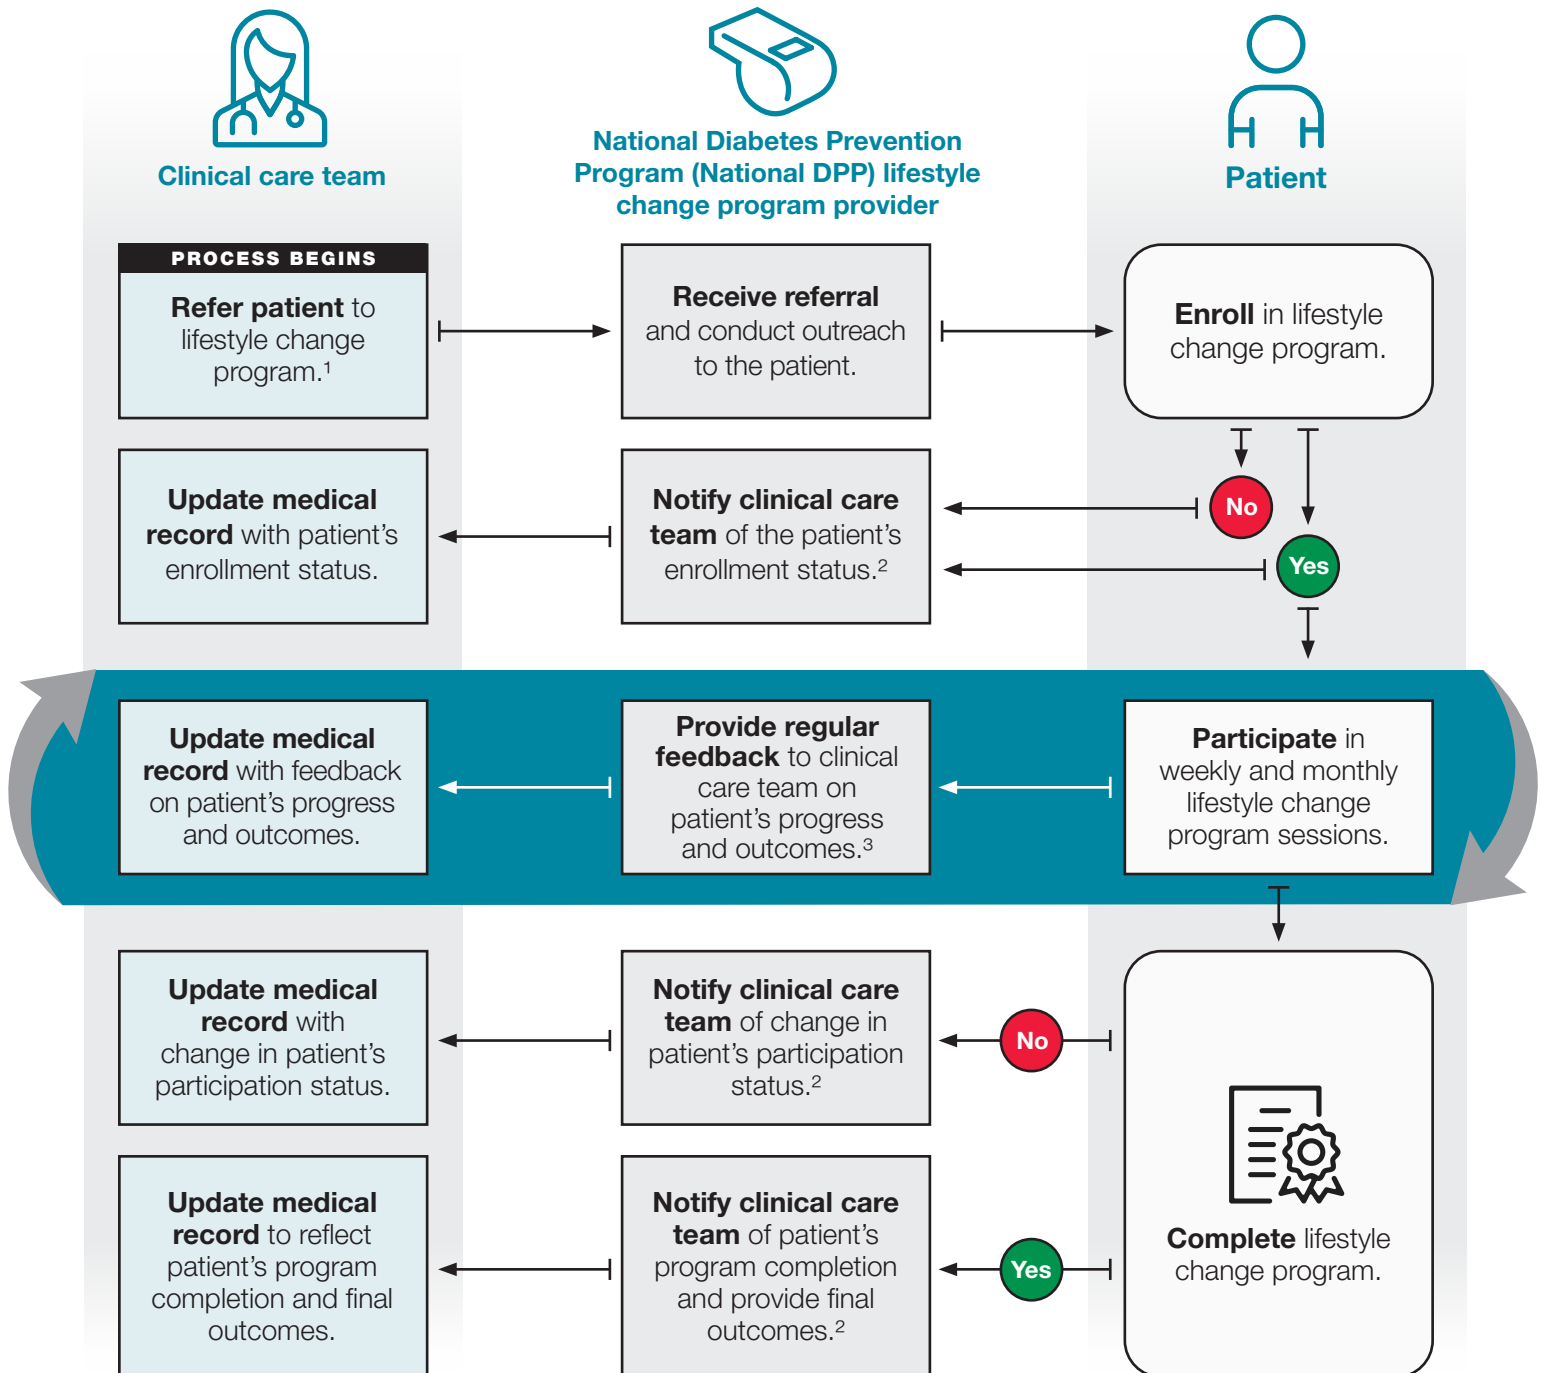 Clinical care team
National Diabetes Prevention
Program (National DPP) lifestyle
change program provider
Patient
PROCESS BEGINS
Refer patient to
lifestyle change
program.¹
Receive referral
and conduct outreach
to the patient.
Enroll in lifestyle
change program.
Update medical
record with patient’s
enrollment status.
Notify clinical care
team of the patient’s
enrollment status.²
No
Yes
Update medical
record with feedback
on patient’s progress
and outcomes.
Provide regular
feedback to clinical
care team on
patient’s progress
and outcomes.³
Participate in
weekly and monthly
lifestyle change
program sessions.
Update medical
record with
change in patient’s
participation status.
Notify clinical care
team of change in
patient’s participation
status.²
No
Update medical
record to reflect
patient’s program
completion and final
outcomes.
Notify clinical care
team of patient’s
program completion
and provide final
outcomes.²
Yes
Complete lifestyle
change program.